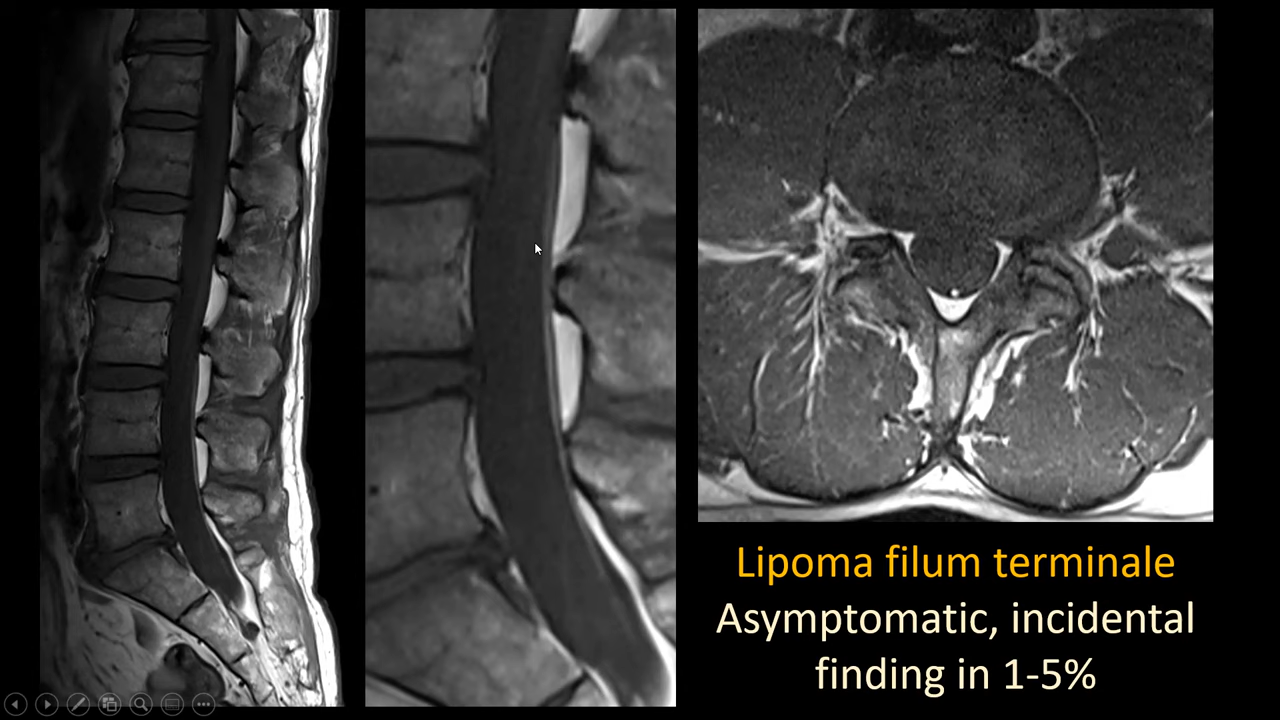 Lipoma filum terminale
Asymptomatic, incidental
finding in 1-5%